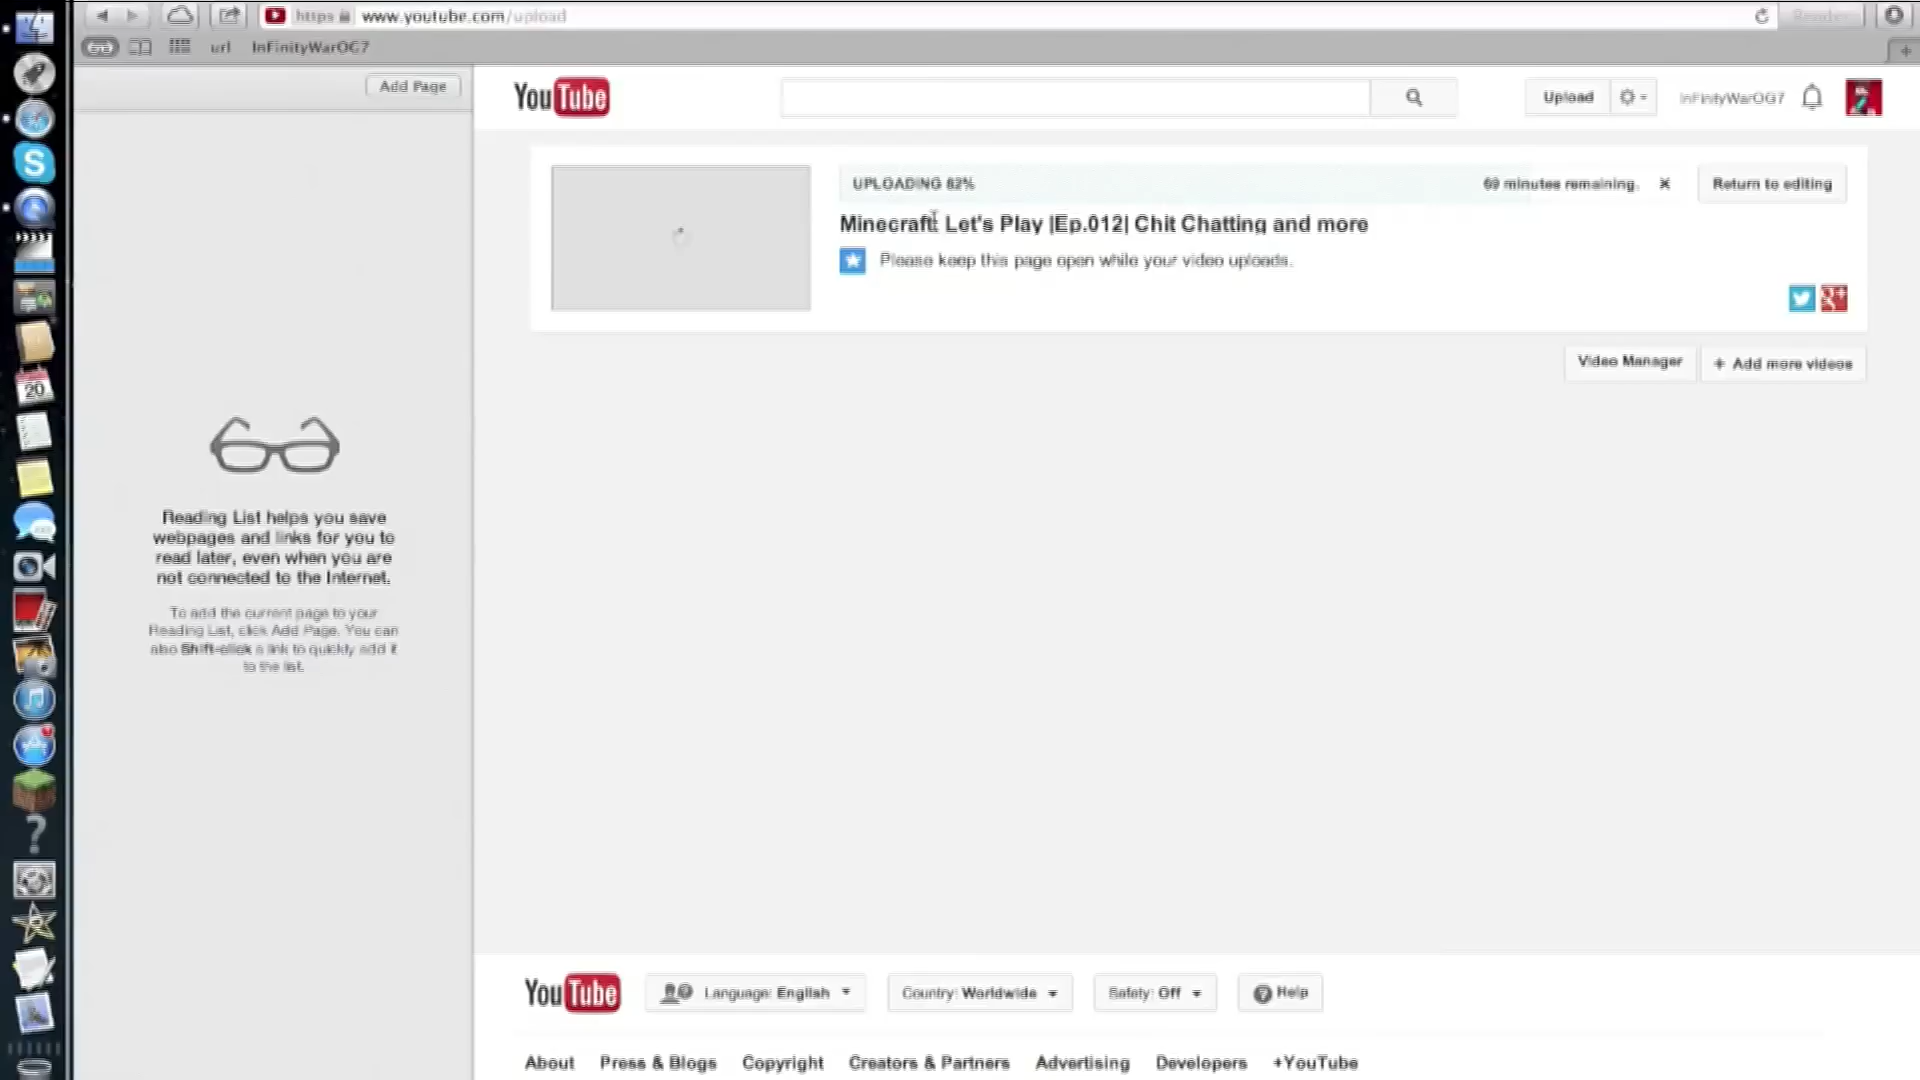 https www.youtube.com/upload
url InFinityWarOG7
Add Page
YouTube
Upload
InFinityWarOG7
UPLOADING 82%
69 minutes remaining.
Return to editing
Minecraft: Let's Play |Ep.012| Chit Chatting and more
Please keep this page open while your video uploads.
Video Manager
+ Add more videos
20
Reading List helps you save
webpages and links for you to
read later, even when you are
not connected to the Internet.
To add the current page to your
Reading List, click Add Page. You can
also Shift-click a link to quickly add it
to the list.
YouTube
Language: English
Country: Worldwide
Safety: Off
Help
About Press & Blogs Copyright Creators & Partners Advertising Developers +YouTube